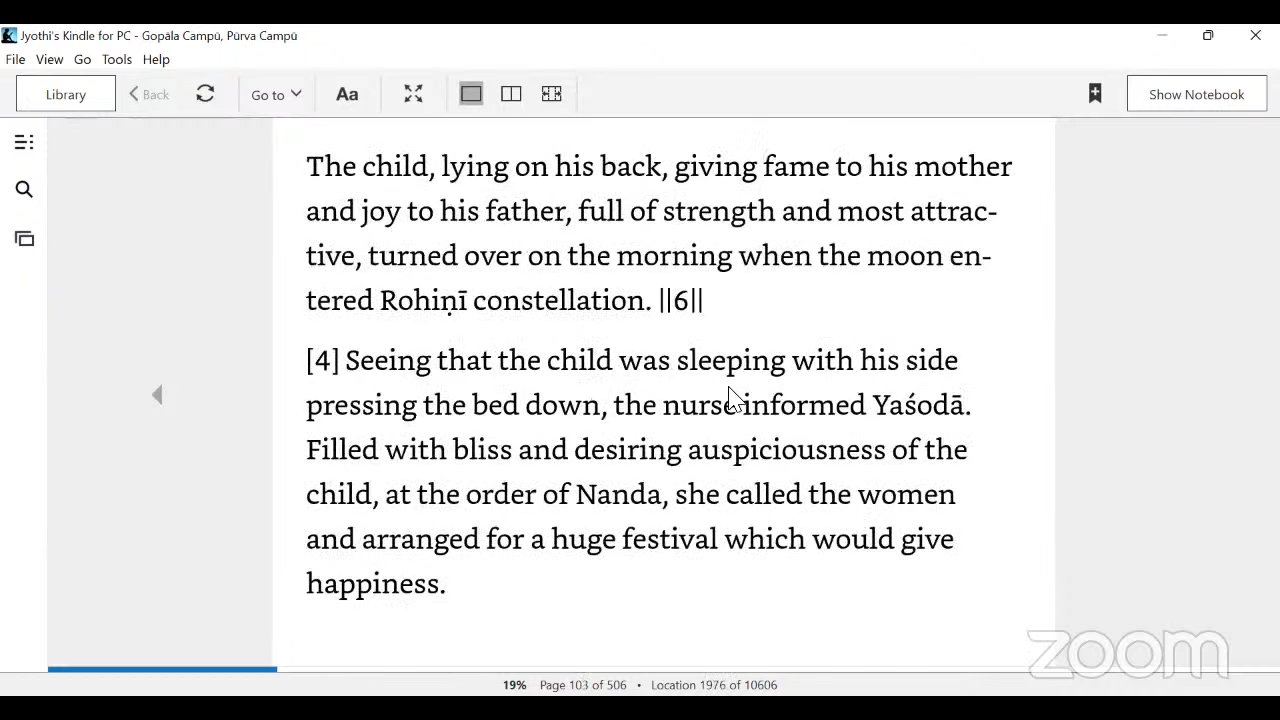 Jyothi's Kindle for PC - Gopāla Campū, Pūrva Campū
File View Go Tools Help
Library Back Go to Aa Show Notebook
The child, lying on his back, giving fame to his mother
and joy to his father, full of strength and most attrac-
tive, turned over on the morning when the moon en-
tered Rohiṇī constellation. ||6||
[4] Seeing that the child was sleeping with his side
pressing the bed down, the nurse informed Yaśodā.
Filled with bliss and desiring auspiciousness of the
child, at the order of Nanda, she called the women
and arranged for a huge festival which would give
happiness.
zoom
19% Page 103 of 506 • Location 1976 of 10606